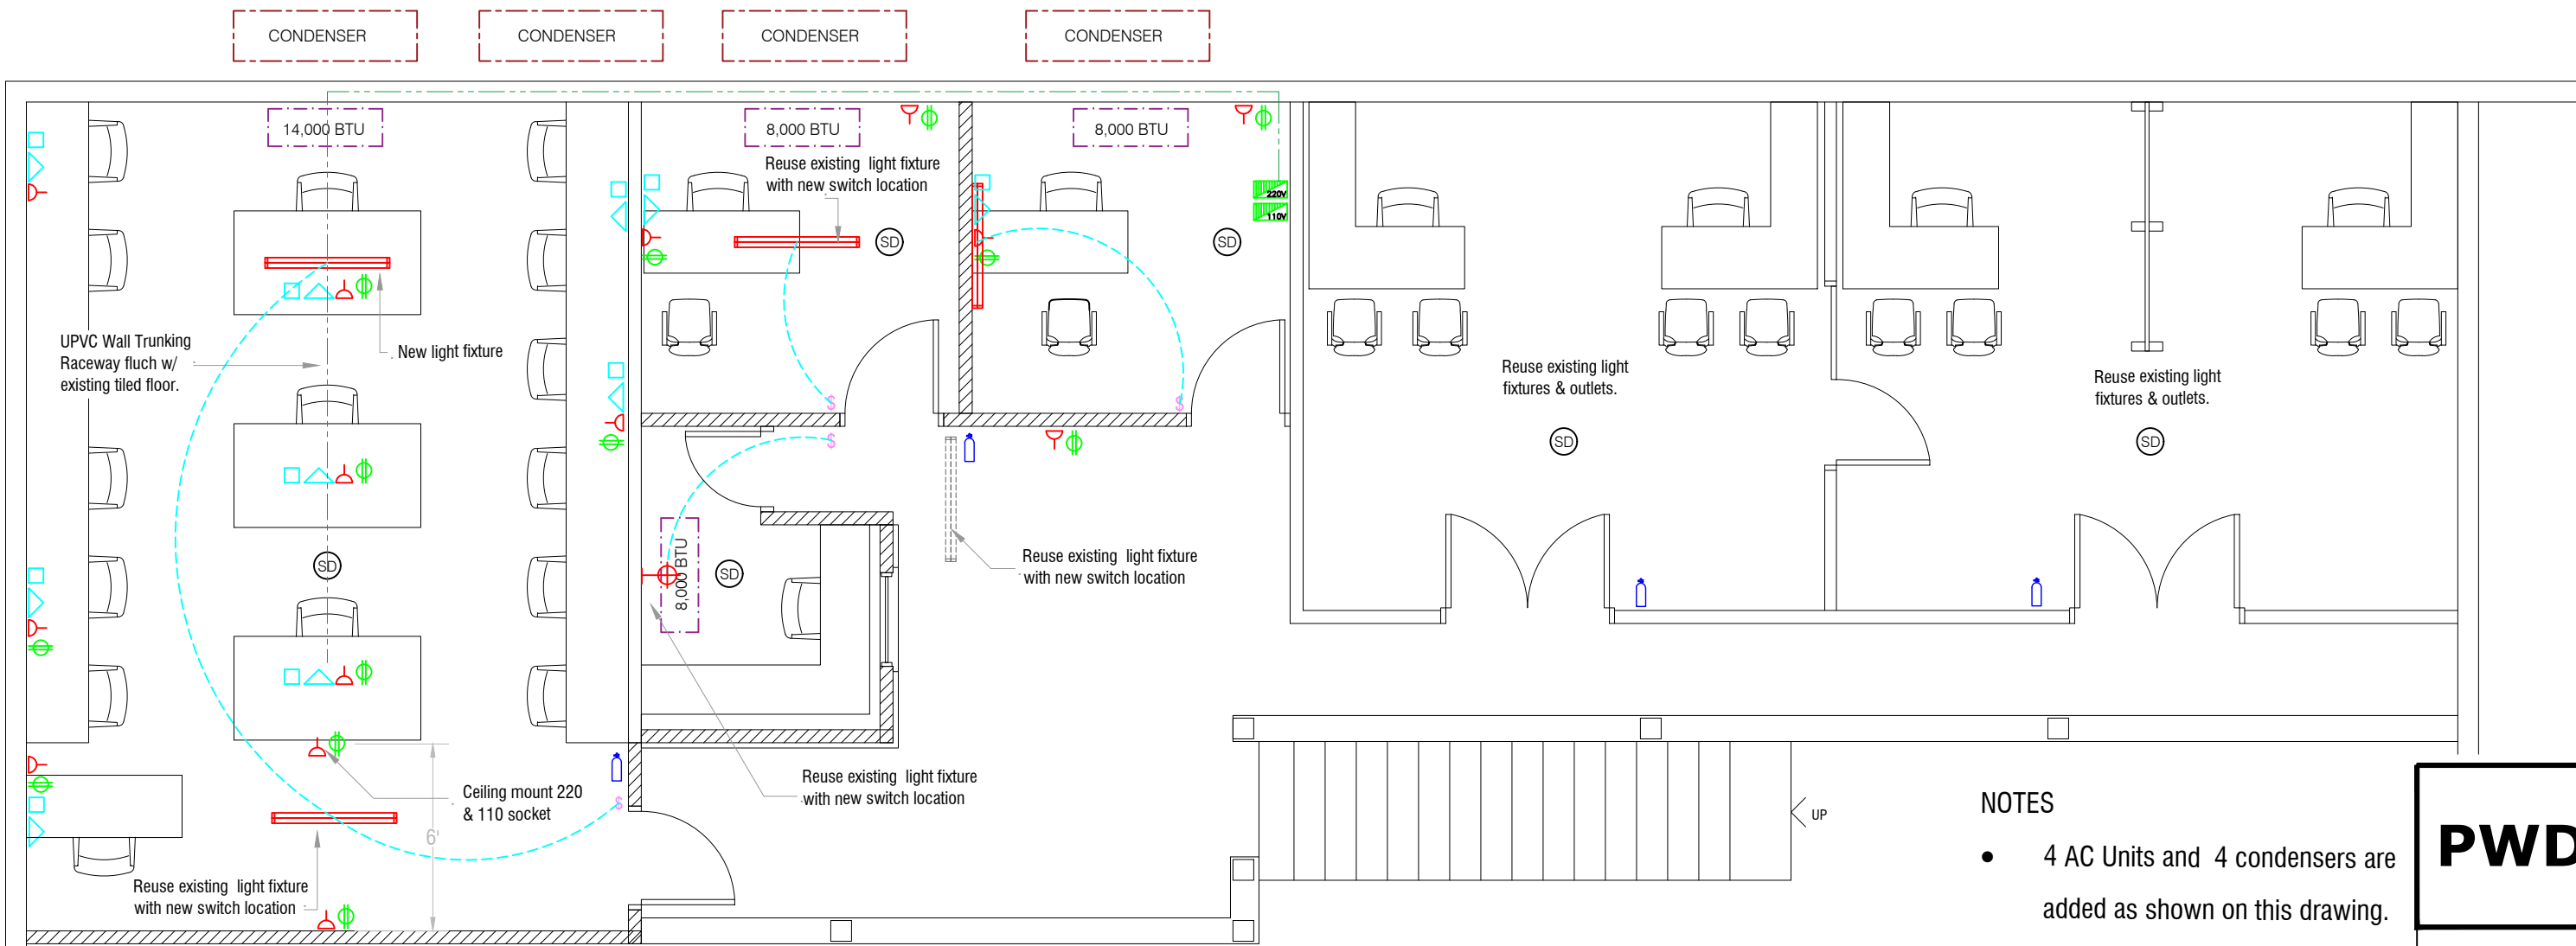 CONDENSER
CONDENSER
CONDENSER
CONDENSER
14,000 BTU
8,000 BTU
8,000 BTU
Reuse existing light fixture
with new switch location
220V
110V
SD
SD
UPVC Wall Trunking
Raceway fluch w/
existing tiled floor.
New light fixture
Reuse existing light
fixtures & outlets.
Reuse existing light
fixtures & outlets.
$
$
$
SD
SD
SD
8,000 BTU
SD
Reuse existing light fixture
with new switch location
Reuse existing light fixture
with new switch location
Ceiling mount 220
& 110 socket
$
6'
Reuse existing light fixture
with new switch location
UP
NOTES
• 4 AC Units and 4 condensers are
added as shown on this drawing.
PWD